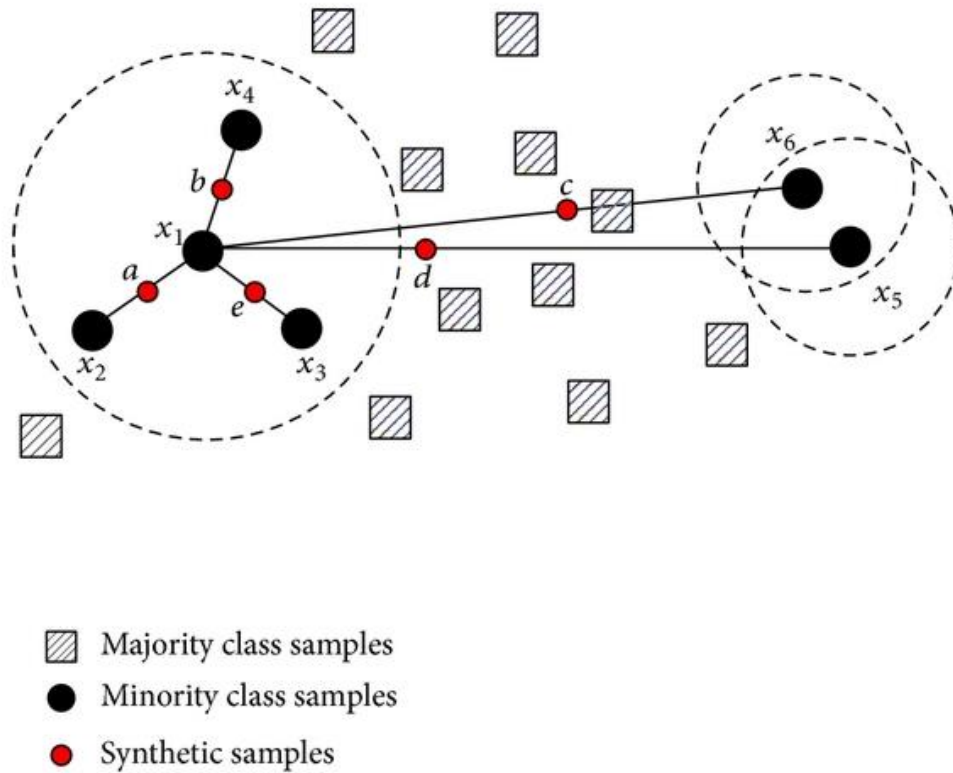 x₄
x₆
b
c
x₁
a
d
e
x₅
x₂
x₃
Majority class samples
Minority class samples
Synthetic samples